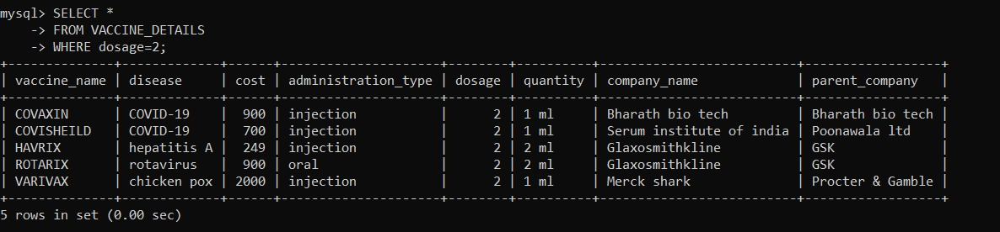 mysql> SELECT *
    -> FROM VACCINE_DETAILS
    -> WHERE dosage=2;
+--------------+-------------+------+---------------------+--------+----------+---------------------------+------------------+
| vaccine_name | disease     | cost | administration_type | dosage | quantity | company_name              | parent_company   |
+--------------+-------------+------+---------------------+--------+----------+---------------------------+------------------+
| COVAXIN      | COVID-19    |  900 | injection           |      2 | 1 ml     | Bharath bio tech          | Bharath bio tech |
| COVISHEILD   | COVID-19    |  700 | injection           |      2 | 1 ml     | Serum institute of india  | Poonawala ltd    |
| HAVRIX       | hepatitis A |  249 | injection           |      2 | 2 ml     | Glaxosmithkline           | GSK              |
| ROTARIX      | rotavirus   |  900 | oral                |      2 | 2 ml     | Glaxosmithkline           | GSK              |
| VARIVAX      | chicken pox | 2000 | injection           |      2 | 1 ml     | Merck shark               | Procter & Gamble |
+--------------+-------------+------+---------------------+--------+----------+---------------------------+------------------+
5 rows in set (0.00 sec)